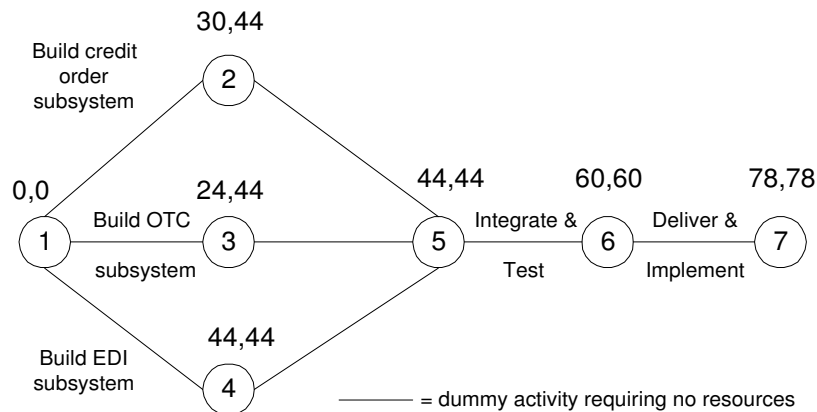 30,44
Build credit
order
subsystem
2
0,0
24,44
44,44
60,60
78,78
Build OTC
Integrate &
Deliver &
1
3
5
6
7
subsystem
Test
Implement
44,44
Build EDI
subsystem
4
= dummy activity requiring no resources